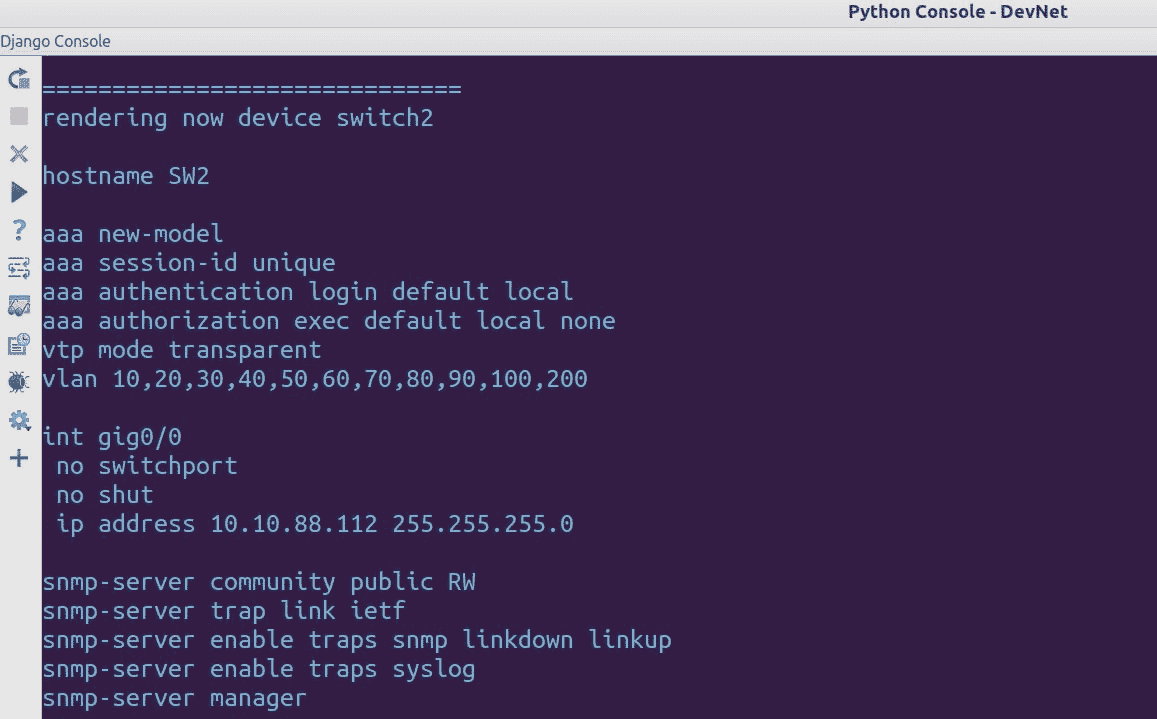 Python Console - DevNet
Django Console
==============================
rendering now device switch2
hostname SW2
aaa new-model
aaa session-id unique
aaa authentication login default local
aaa authorization exec default local none
vtp mode transparent
vlan 10,20,30,40,50,60,70,80,90,100,200
int gig0/0
 no switchport
 no shut
 ip address 10.10.88.112 255.255.255.0
snmp-server community public RW
snmp-server trap link ietf
snmp-server enable traps snmp linkdown linkup
snmp-server enable traps syslog
snmp-server manager